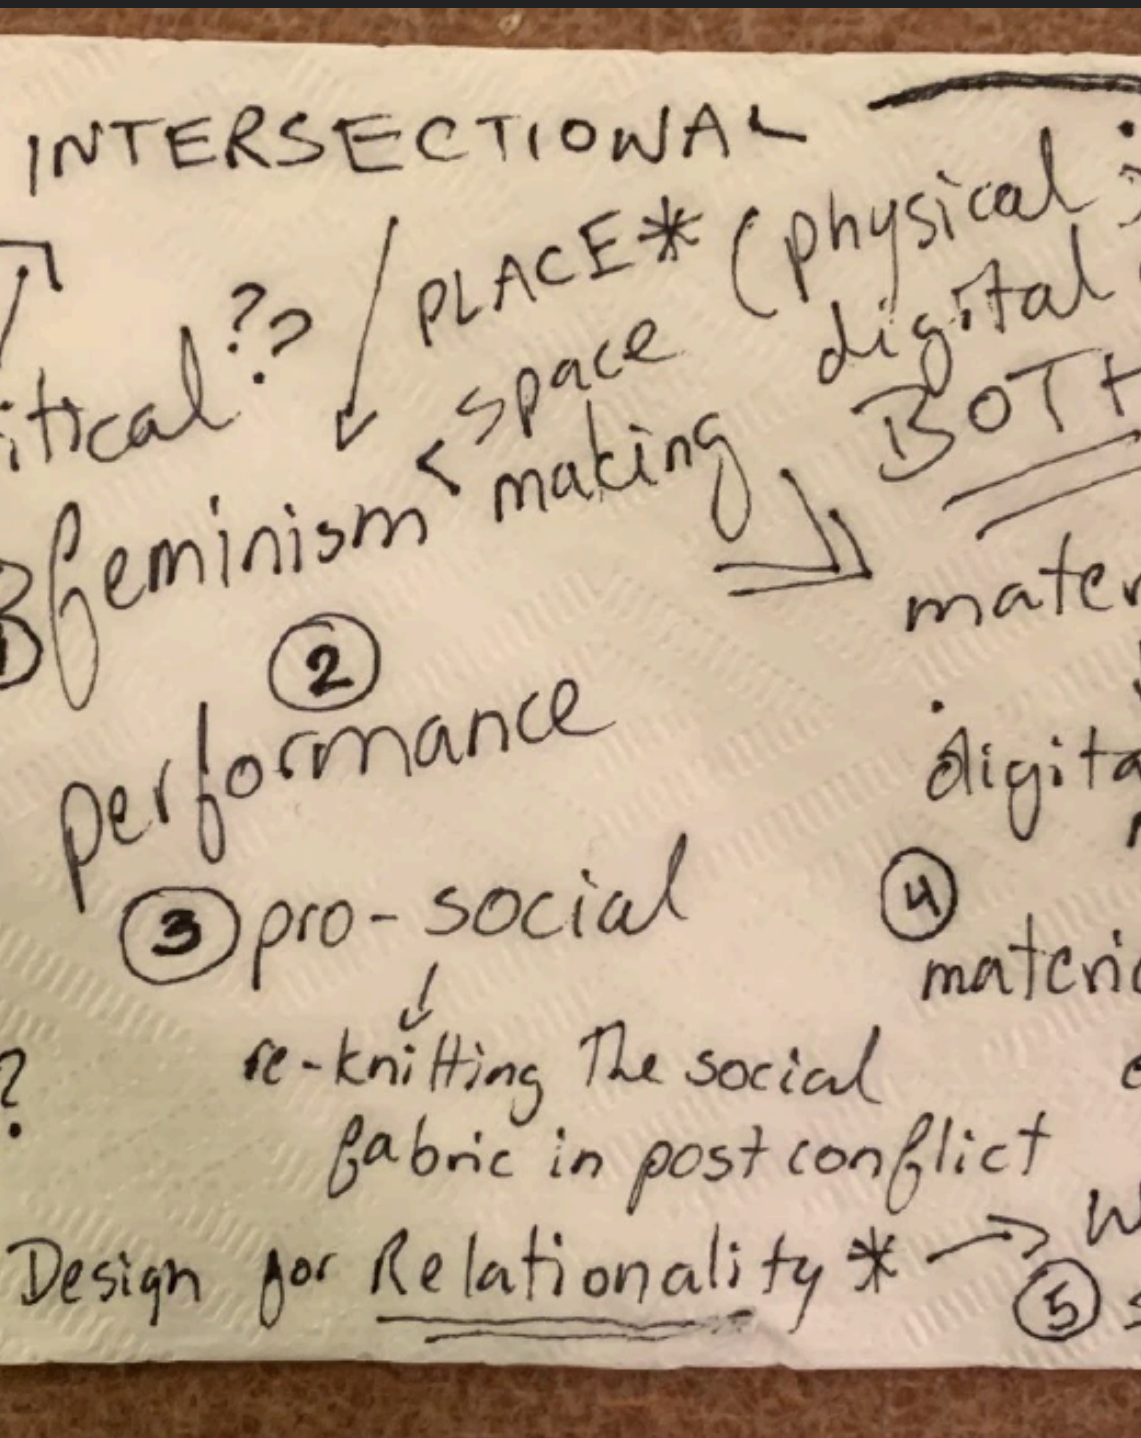 INTERSECTIONAL
PLACE* (physical
digital
BOTH
??
space
making
feminism
mater
②
performance
digita
③ pro-social
④
materi
re-knitting the social
fabric in post conflict
?
Design for Relationality*
⑤